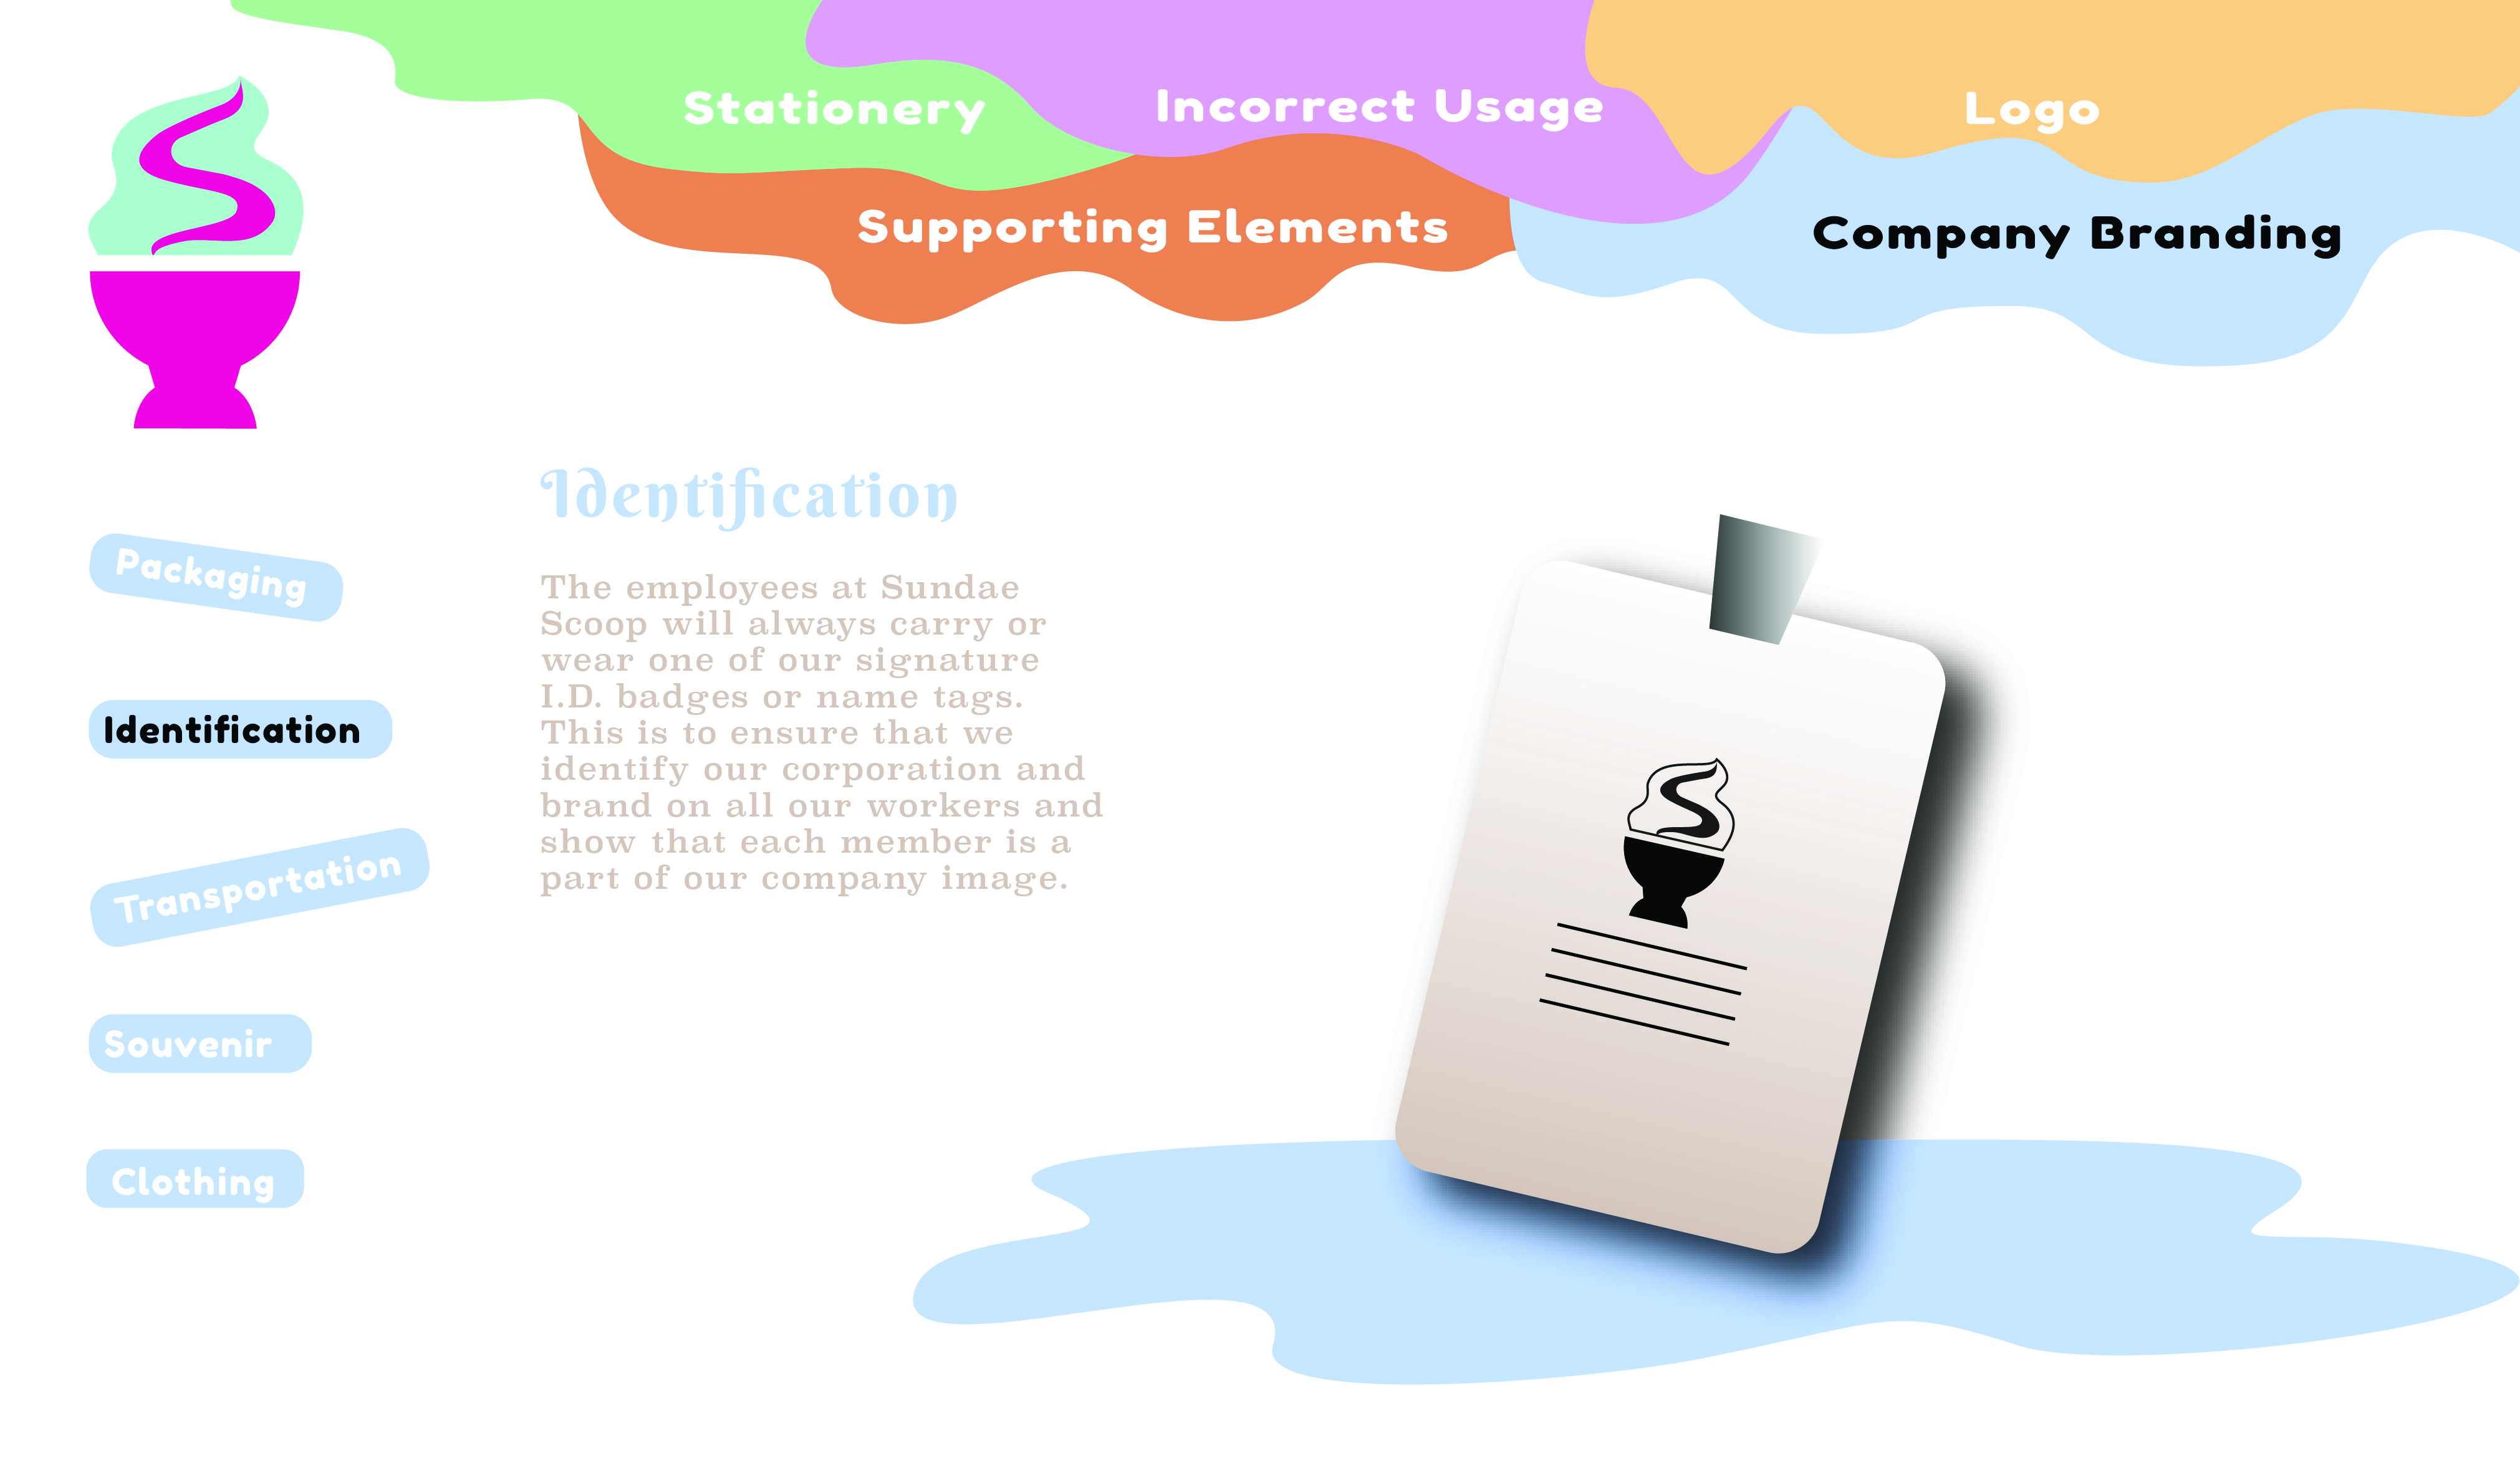 Stationery
Incorrect Usage
Logo
Supporting Elements
Company Branding
Identification
The employees at Sundae
Scoop will always carry or
wear one of our signature
I.D. badges or name tags.
This is to ensure that we
identify our corporation and
brand on all our workers and
show that each member is a
part of our company image.
Packaging
Identification
Transportation
Souvenir
Clothing